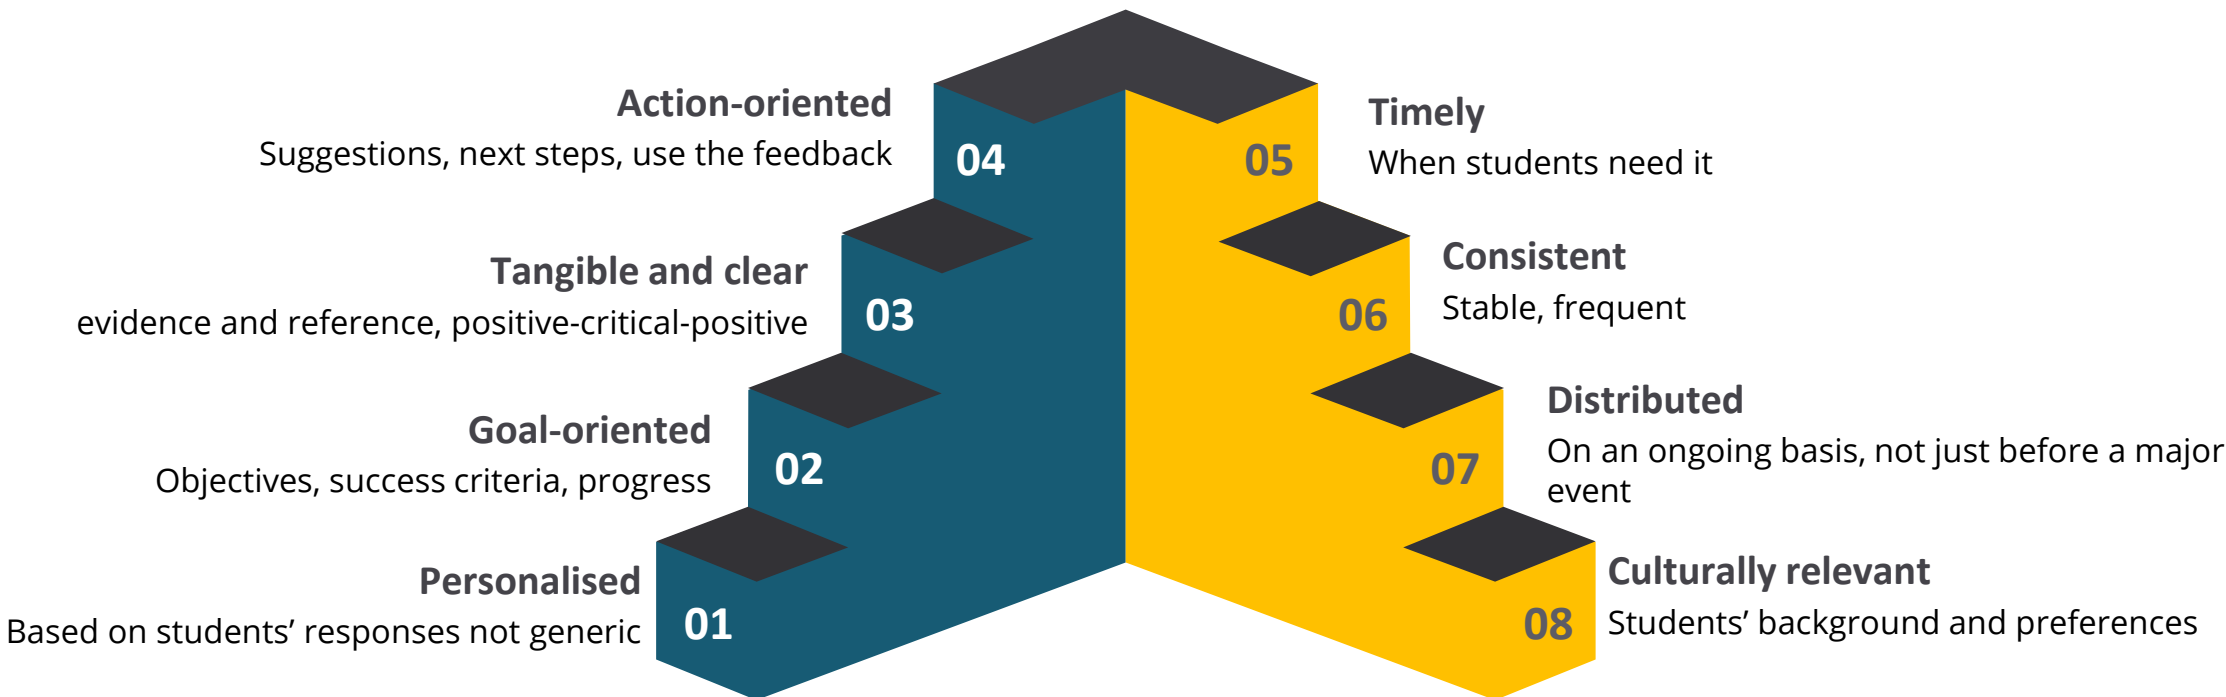 Action-oriented
Suggestions, next steps, use the feedback
04
Tangible and clear
evidence and reference, positive-critical-positive
03
Goal-oriented
Objectives, success criteria, progress
02
Personalised
Based on students’ responses not generic
01
Timely
When students need it
05
Consistent
Stable, frequent
06
Distributed
On an ongoing basis, not just before a major
event
07
Culturally relevant
Students’ background and preferences
08